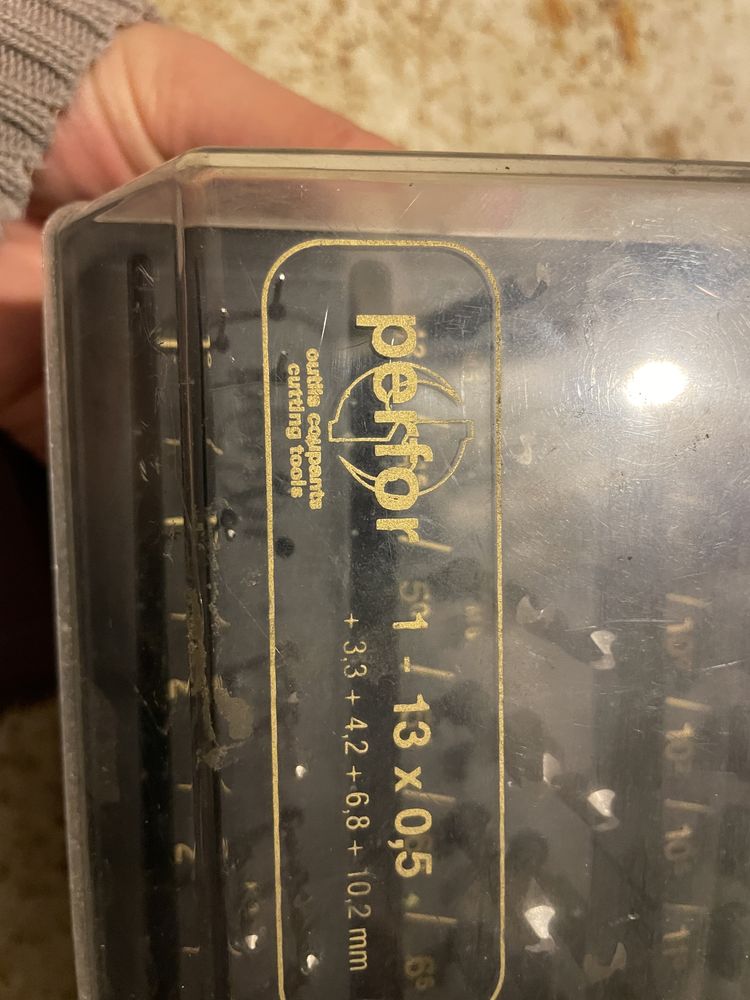 perfor
outils coupants
cutting tools
1 - 13 x 0,5
+ 3,3 + 4,2 + 6,8 + 10,2 mm